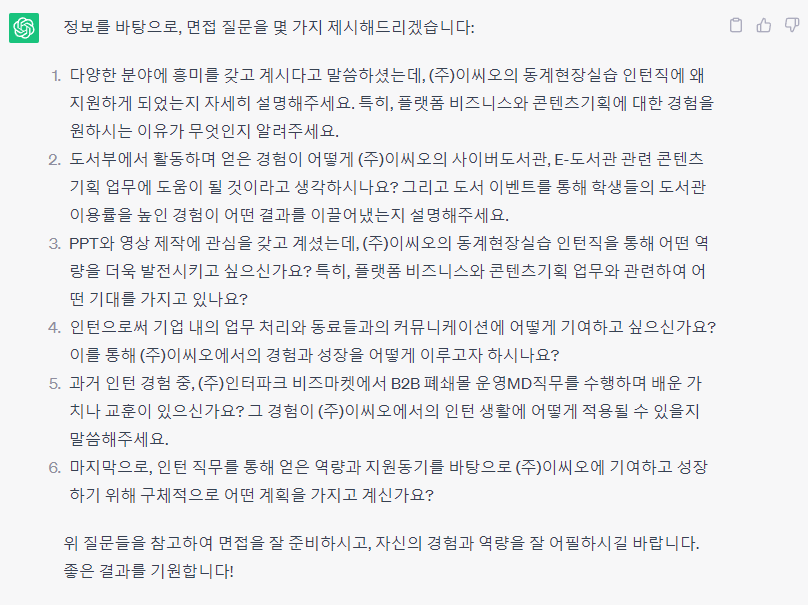 정보를 바탕으로, 면접 질문을 몇 가지 제시해드리겠습니다:
1. 다양한 분야에 흥미를 갖고 계시다고 말씀하셨는데, (주)이씨오의 동계현장실습 인턴직에 왜
지원하게 되었는지 자세히 설명해주세요. 특히, 플랫폼 비즈니스와 콘텐츠기획에 대한 경험을
원하시는 이유가 무엇인지 알려주세요.
2. 도서부에서 활동하며 얻은 경험이 어떻게 (주)이씨오의 사이버도서관, E-도서관 관련 콘텐츠
기획 업무에 도움이 될 것이라고 생각하시나요? 그리고 도서 이벤트를 통해 학생들의 도서관
이용률을 높인 경험이 어떤 결과를 이끌어냈는지 설명해주세요.
3. PPT와 영상 제작에 관심을 갖고 계셨는데, (주)이씨오의 동계현장실습 인턴직을 통해 어떤 역
량을 더욱 발전시키고 싶으신가요? 특히, 플랫폼 비즈니스와 콘텐츠기획 업무와 관련하여 어
떤 기대를 가지고 있나요?
4. 인턴으로써 기업 내의 업무 처리와 동료들과의 커뮤니케이션에 어떻게 기여하고 싶으신가요?
이를 통해 (주)이씨오에서의 경험과 성장을 어떻게 이루고자 하시나요?
5. 과거 인턴 경험 중, (주)인터파크 비즈마켓에서 B2B 폐쇄몰 운영MD직무를 수행하며 배운 가
치나 교훈이 있으신가요? 그 경험이 (주)이씨오에서의 인턴 생활에 어떻게 적용될 수 있을지
말씀해주세요.
6. 마지막으로, 인턴 직무를 통해 얻은 역량과 지원동기를 바탕으로 (주)이씨오에 기여하고 성장
하기 위해 구체적으로 어떤 계획을 가지고 계신가요?
위 질문들을 참고하여 면접을 잘 준비하시고, 자신의 경험과 역량을 잘 어필하시길 바랍니다.
좋은 결과를 기원합니다!